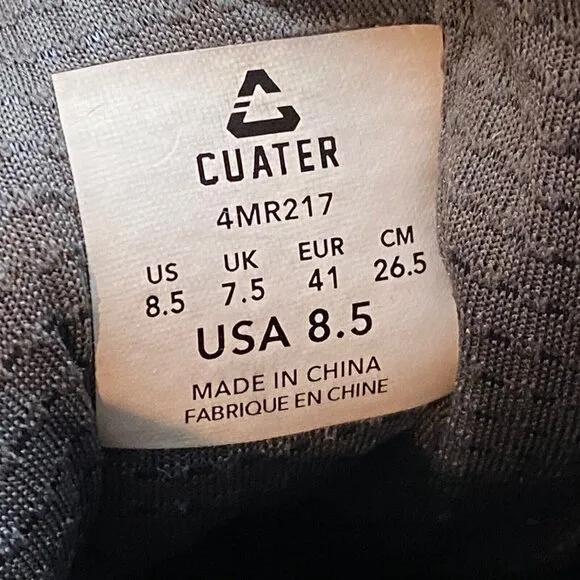 CUATER
4MR217
US UK EUR CM
8.5 7.5 41 26.5
USA 8.5
MADE IN CHINA
FABRIQUE EN CHINE